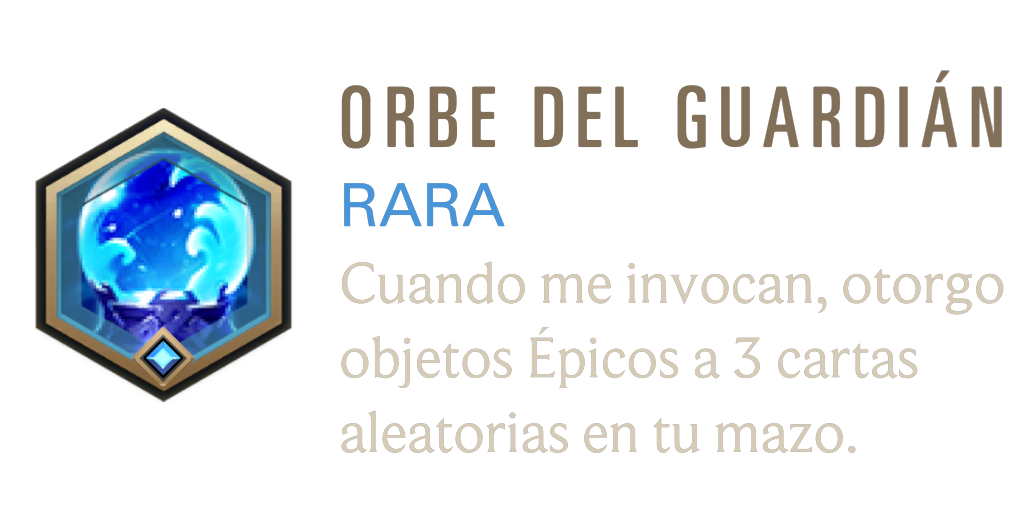 ORBE DEL GUARDIÁN
RARA
Cuando me invocan, otorgo
objetos Épicos a 3 cartas
aleatorias en tu mazo.